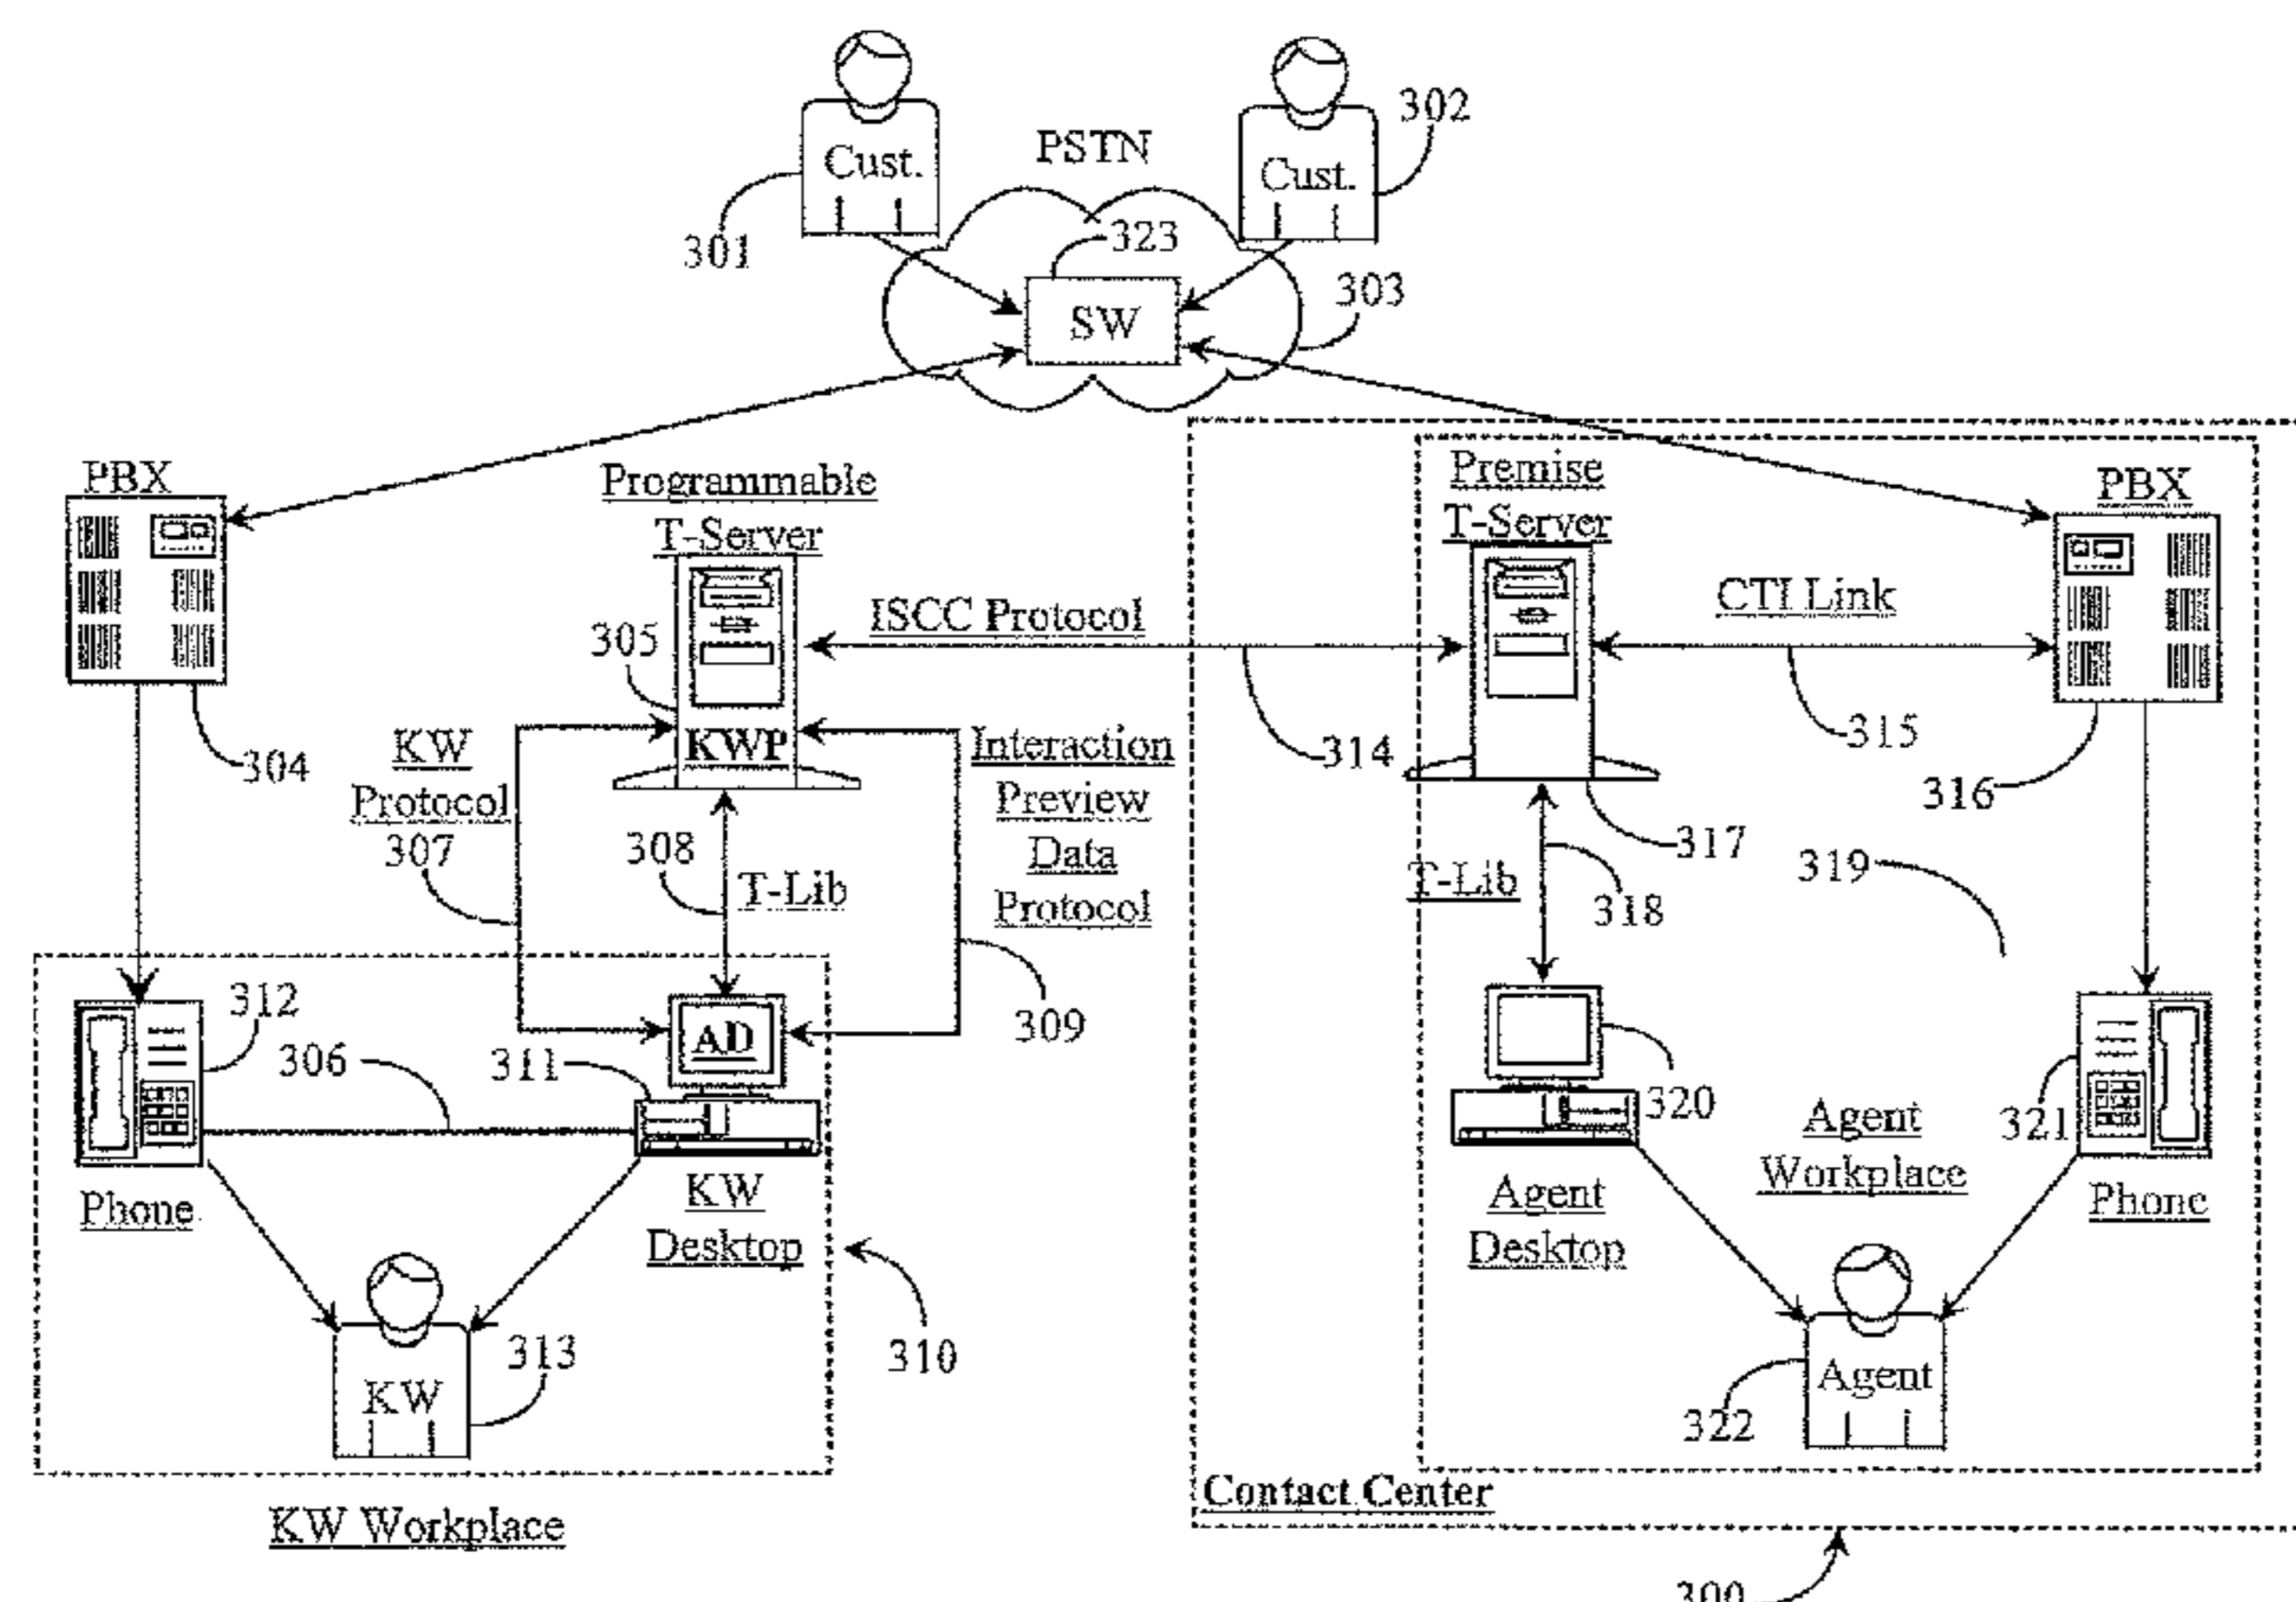 302
PSTN
Cust.
Cust.
301
323
303
SW
PBX
Programmable
T-Server
Premise
T-Server
PBX
ISCC Protocol
CTI Link
305
KW
Protocol
307
KWP
Interaction
Preview
Data
Protocol
304
314
315
316
308
T-Lib
317
T-Lib
318
319
312
306
311
AD
309
320
321
Phone
KW
Desktop
Agent
Desktop
Agent
Workplace
Phone
310
313
KW
322
Agent
Contact Center
KW Workplace
300